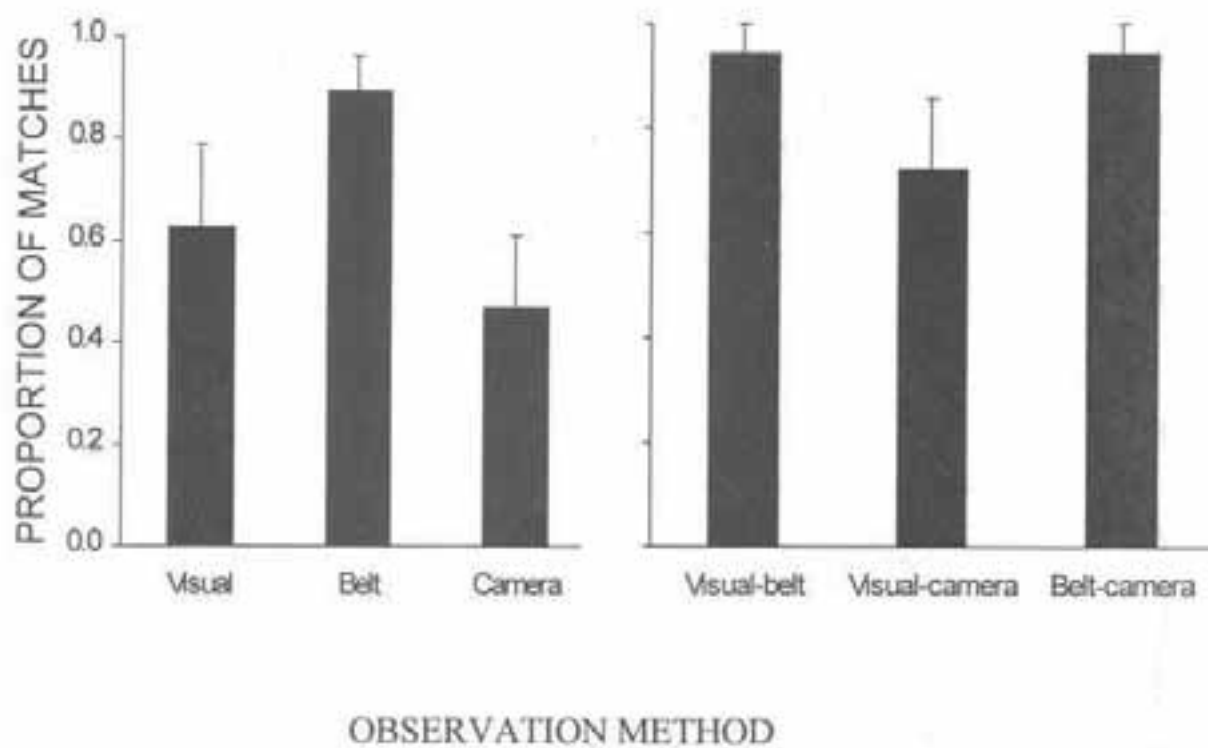 PROPORTION OF MATCHES
1.0
0.8
0.6
0.4
0.2
0.0
Visual Belt Camera Visual-belt Visual-camera Belt-camera
OBSERVATION METHOD